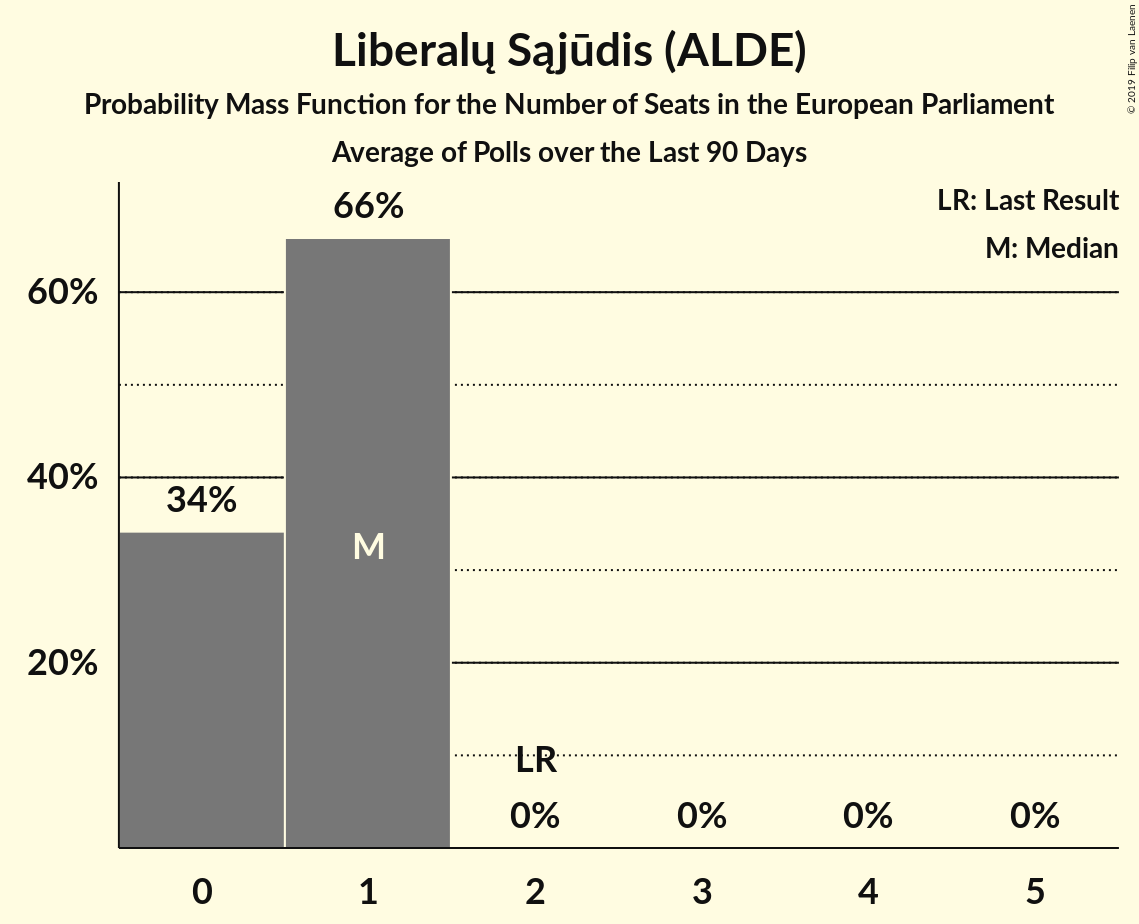 Liberalų Sąjūdis (ALDE)
Probability Mass Function for the Number of Seats in the European Parliament
Average of Polls over the Last 90 Days
© 2019 Filip van Laenen
LR: Last Result
M: Median
66%
60%
40%
34%
M
20%
LR
0% 0% 0% 0%
0 1 2 3 4 5